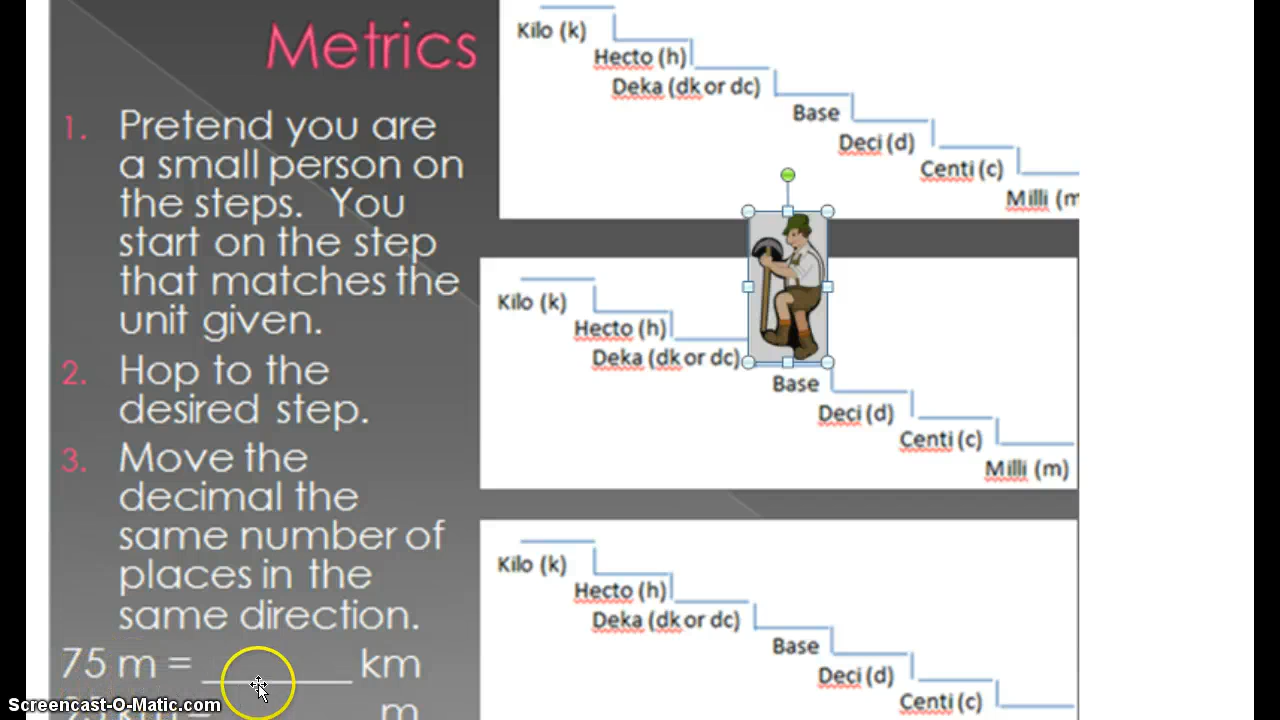 Metrics
1. Pretend you are
a small person on
the steps. You
start on the step
that matches the
unit given.
2. Hop to the
desired step.
3. Move the
decimal the
same number of
places in the
same direction.
75 m = ________ km
75 km = m
Kilo (k)
Hecto (h)
Deka (dk or dc)
Base
Deci (d)
Centi (c)
Milli (m
Kilo (k)
Hecto (h)
Deka (dk or dc)
Base
Deci (d)
Centi (c)
Milli (m)
Kilo (k)
Hecto (h)
Deka (dk or dc)
Base
Deci (d)
Centi (c)
Screencast-O-Matic.com